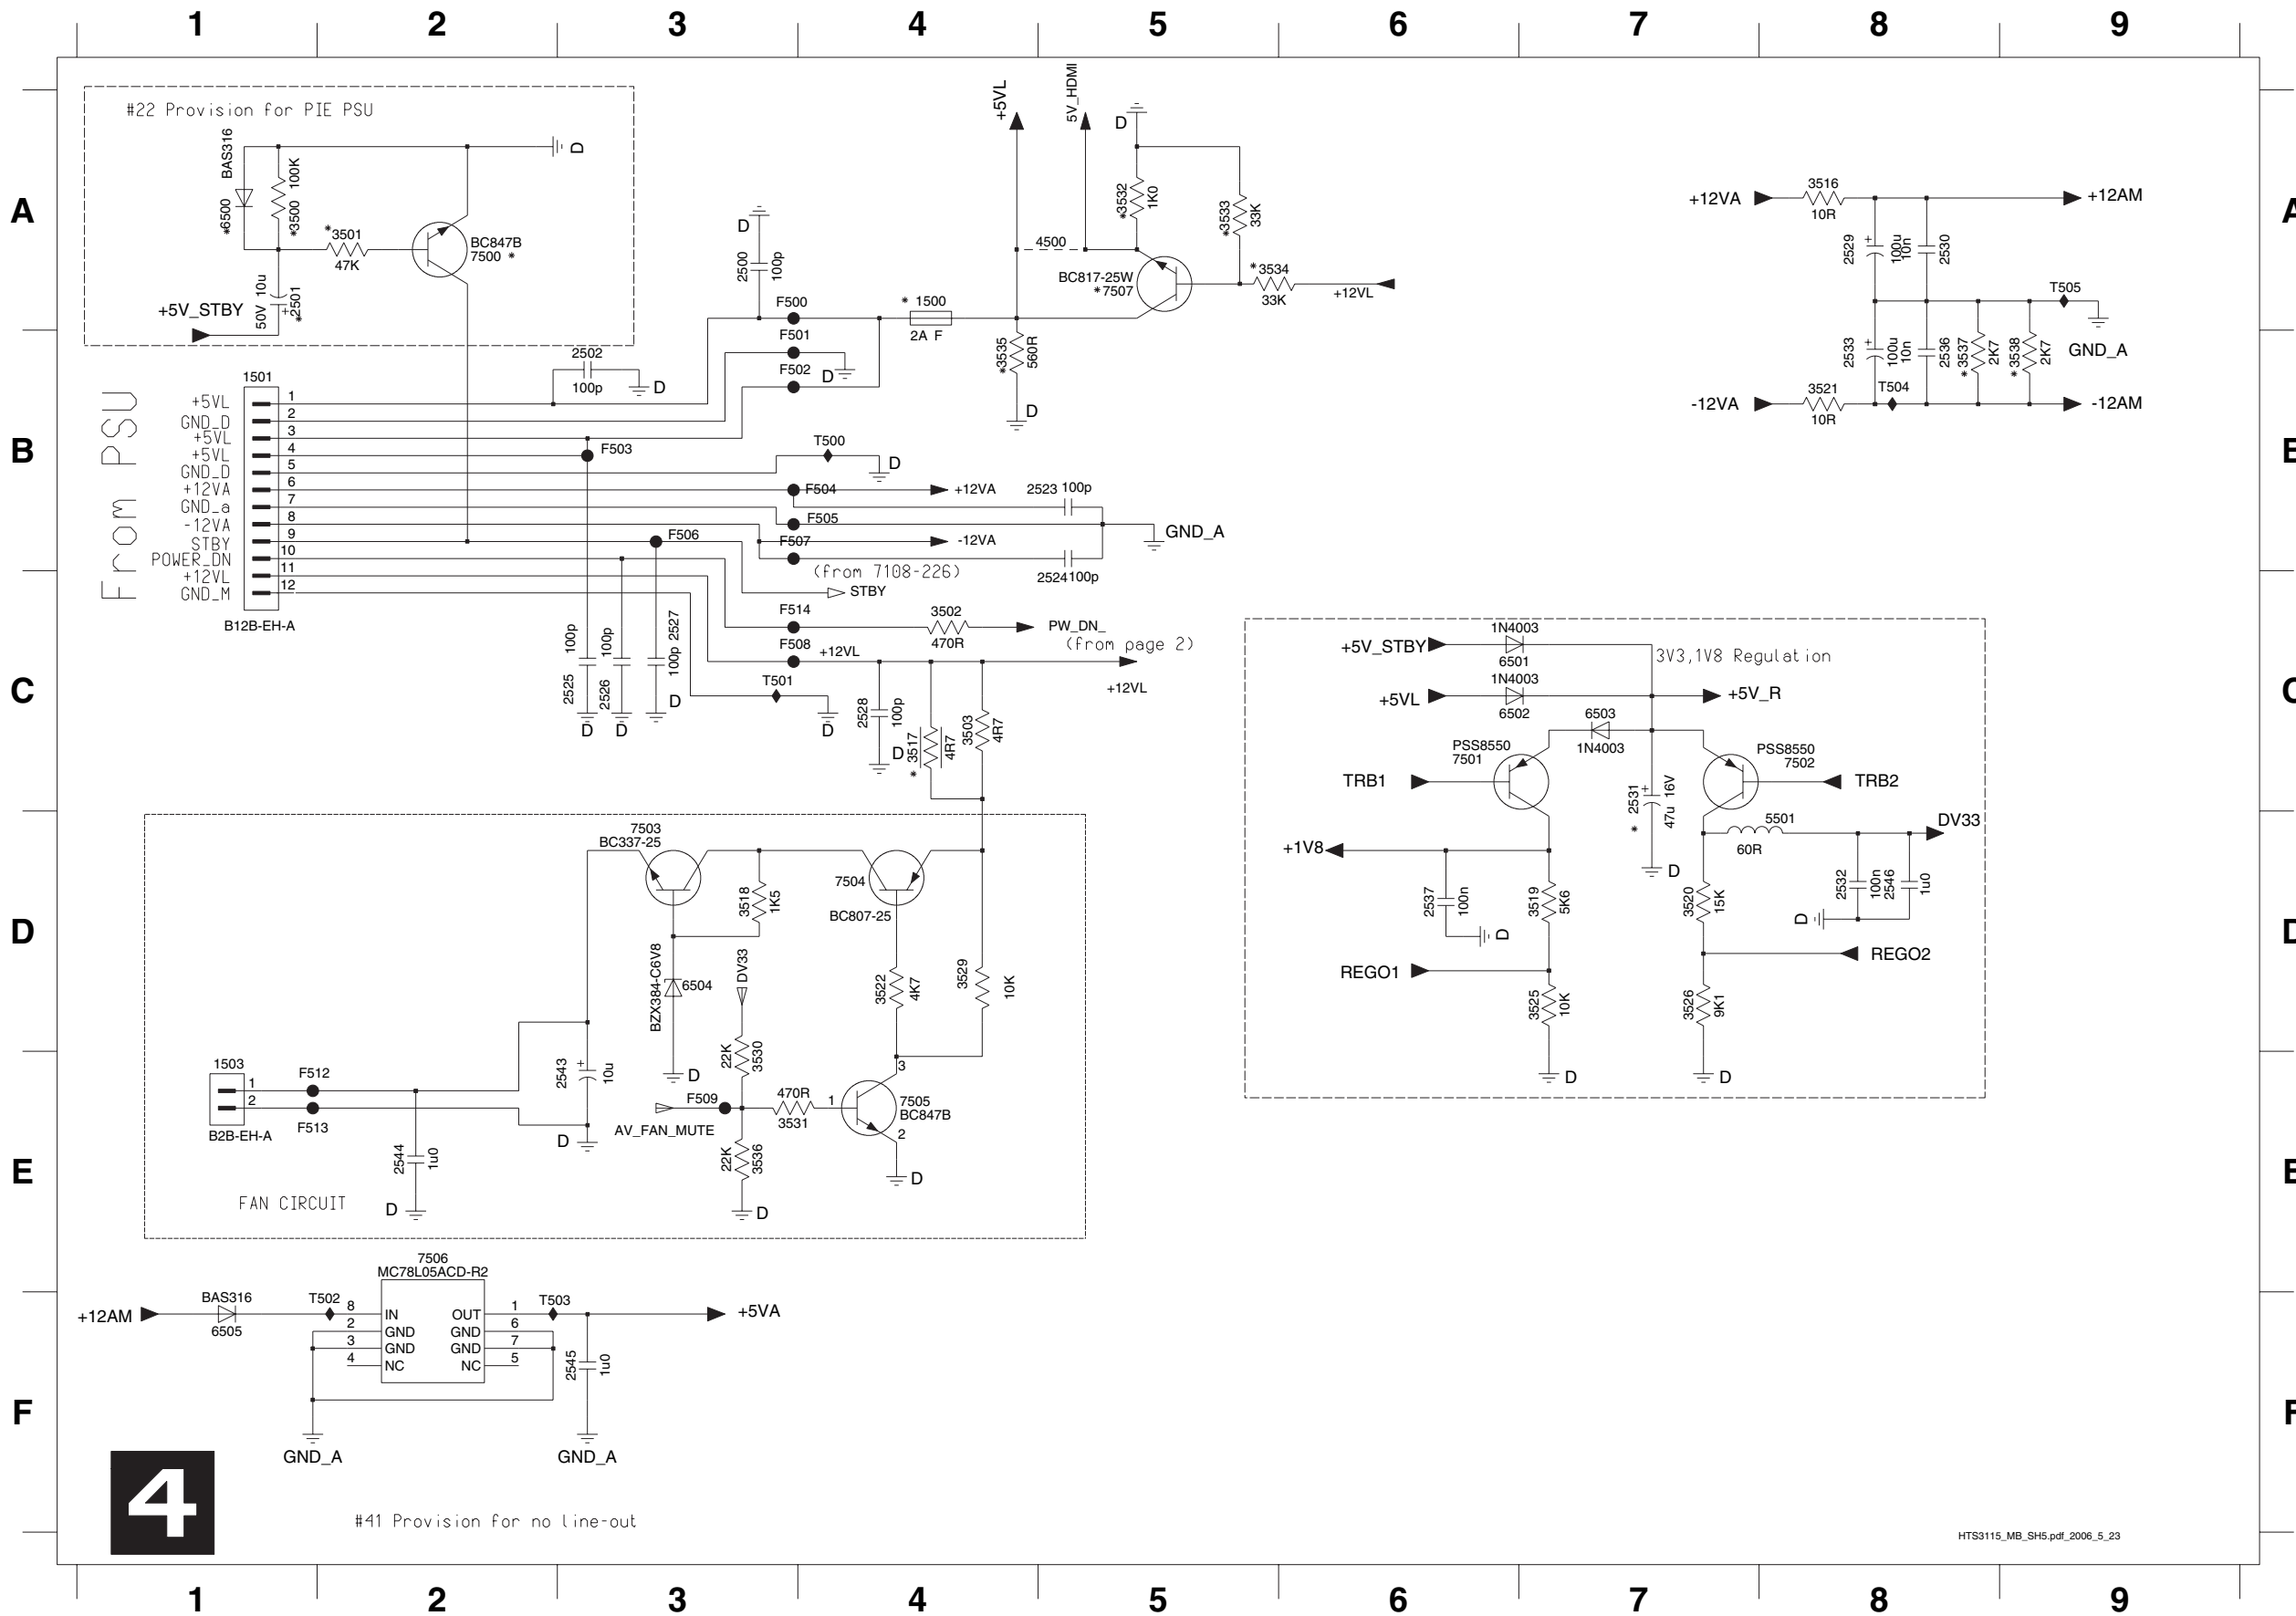 1 2 3 4 5 6 7 8 9
A
B
C
D
E
F
#22 Provision for PIE PSU
BAS316
*6500
*3500 100K
D
*3501
47K
BC847B
7500 *
+5V_STBY
50V 10u
+2501
*
From PSU
1501
+5VL 1
GND_D 2
+5VL 3
+5VL 4
GND_D 5
+12VA 6
GND_a 7
-12VA 8
STBY 9
POWER_DN 10
+12VL 11
GND_M 12
B12B-EH-A
2502
100p
D
D
2500
100p
F500
F501
F502
D
F503
T500
D
F504
+12VA
F505
F506
F507
-12VA
2523 100p
GND_A
2524 100p
(from 7108-226)
STBY
F514
3502
470R
PW_DN_
(from page 2)
F508
+12VL
+12VL
T501
D
100p
2525
D
100p
2526
D
100p 2527
D
2528
100p
D
*3517
4R7
3503
4R7
* 1500
2A F
+5VL
5V_HDMI
4500
D
*3532
1K0
*3533
33K
BC817-25W
*7507
*3534
33K
+12VL
*3535
560R
D
+12VA
3516
10R
+12AM
2529
+
100u
10n
2530
T505
GND_A
2533
+
100u
10n
2536
*3537
2K7
*3538
2K7
-12VA
3521
10R
T504
-12AM
3V3,1V8 Regulation
+5V_STBY
1N4003
6501
+5VL
1N4003
6502
+5V_R
6503
1N4003
PSS8550
7501
PSS8550
7502
TRB1
TRB2
* 2531
+
47u 16V
D
5501
60R
DV33
+1V8
2537
100n
D
3519
5K6
3520
15K
2532
100n
2546
1u0
D
REGO1
REGO2
3525
10K
D
3526
9K1
D
7503
BC337-25
3518
1K5
7504
BC807-25
BZX384-C6V8
6504
D
DV33
3522
4K7
3529
10K
22K
3530
1503
1
2
B2B-EH-A
F512
F513
2543
+
10u
D
2544
1u0
D
AV_FAN_MUTE
F509
470R
3531
1
3
2
7505
BC847B
D
22K
3536
D
FAN CIRCUIT
7506
MC78L05ACD-R2
+12AM
BAS316
6505
T502
8 IN
2 GND
3 GND
4 NC
OUT 1
GND 6
GND 7
NC 5
T503
+5VA
2545
1u0
GND_A
GND_A
4
#41 Provision for no line-out
HTS3115_MB_SH5.pdf_2006_5_23
A
B
C
D
E
F
1 2 3 4 5 6 7 8 9